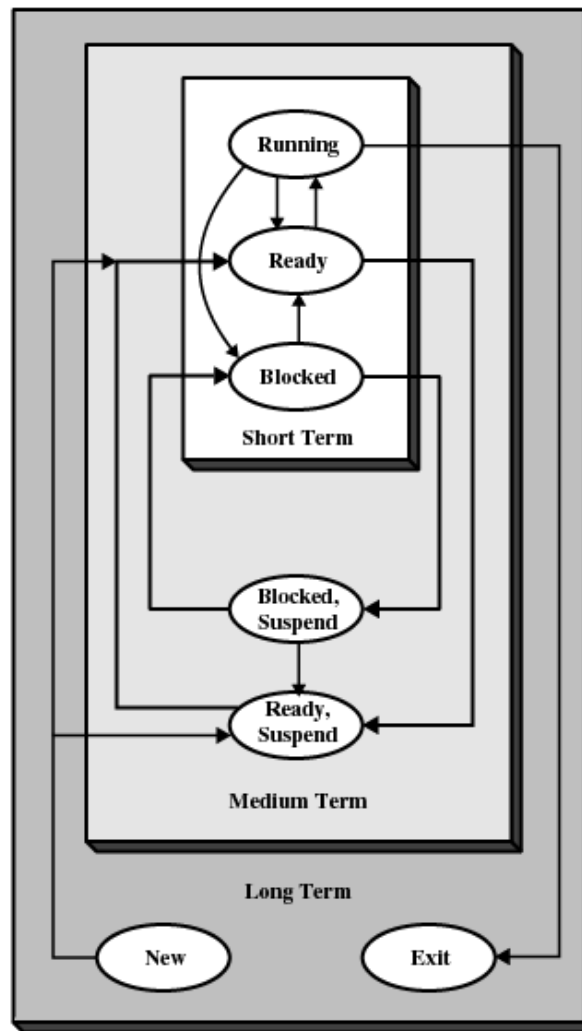 Running
Ready
Blocked
Short Term
Blocked,
Suspend
Ready,
Suspend
Medium Term
Long Term
New
Exit